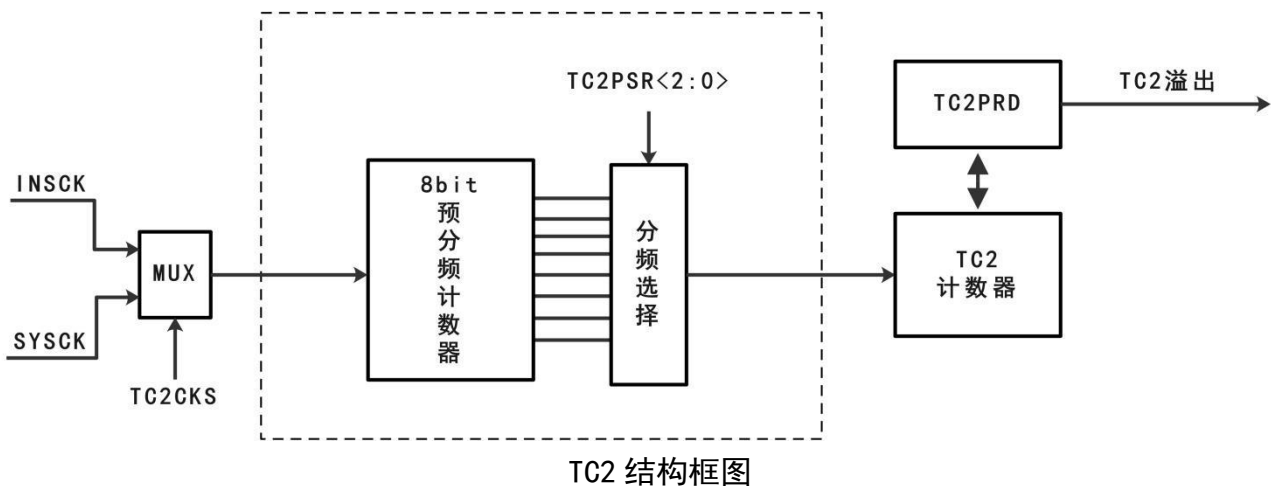 TC2PSR<2:0>
TC2PRD
TC2溢出
INSCK
SYSCK
MUX
TC2CKS
8bit
预
分
频
计
数
器
分
频
选
择
TC2
计数器
TC2 结构框图